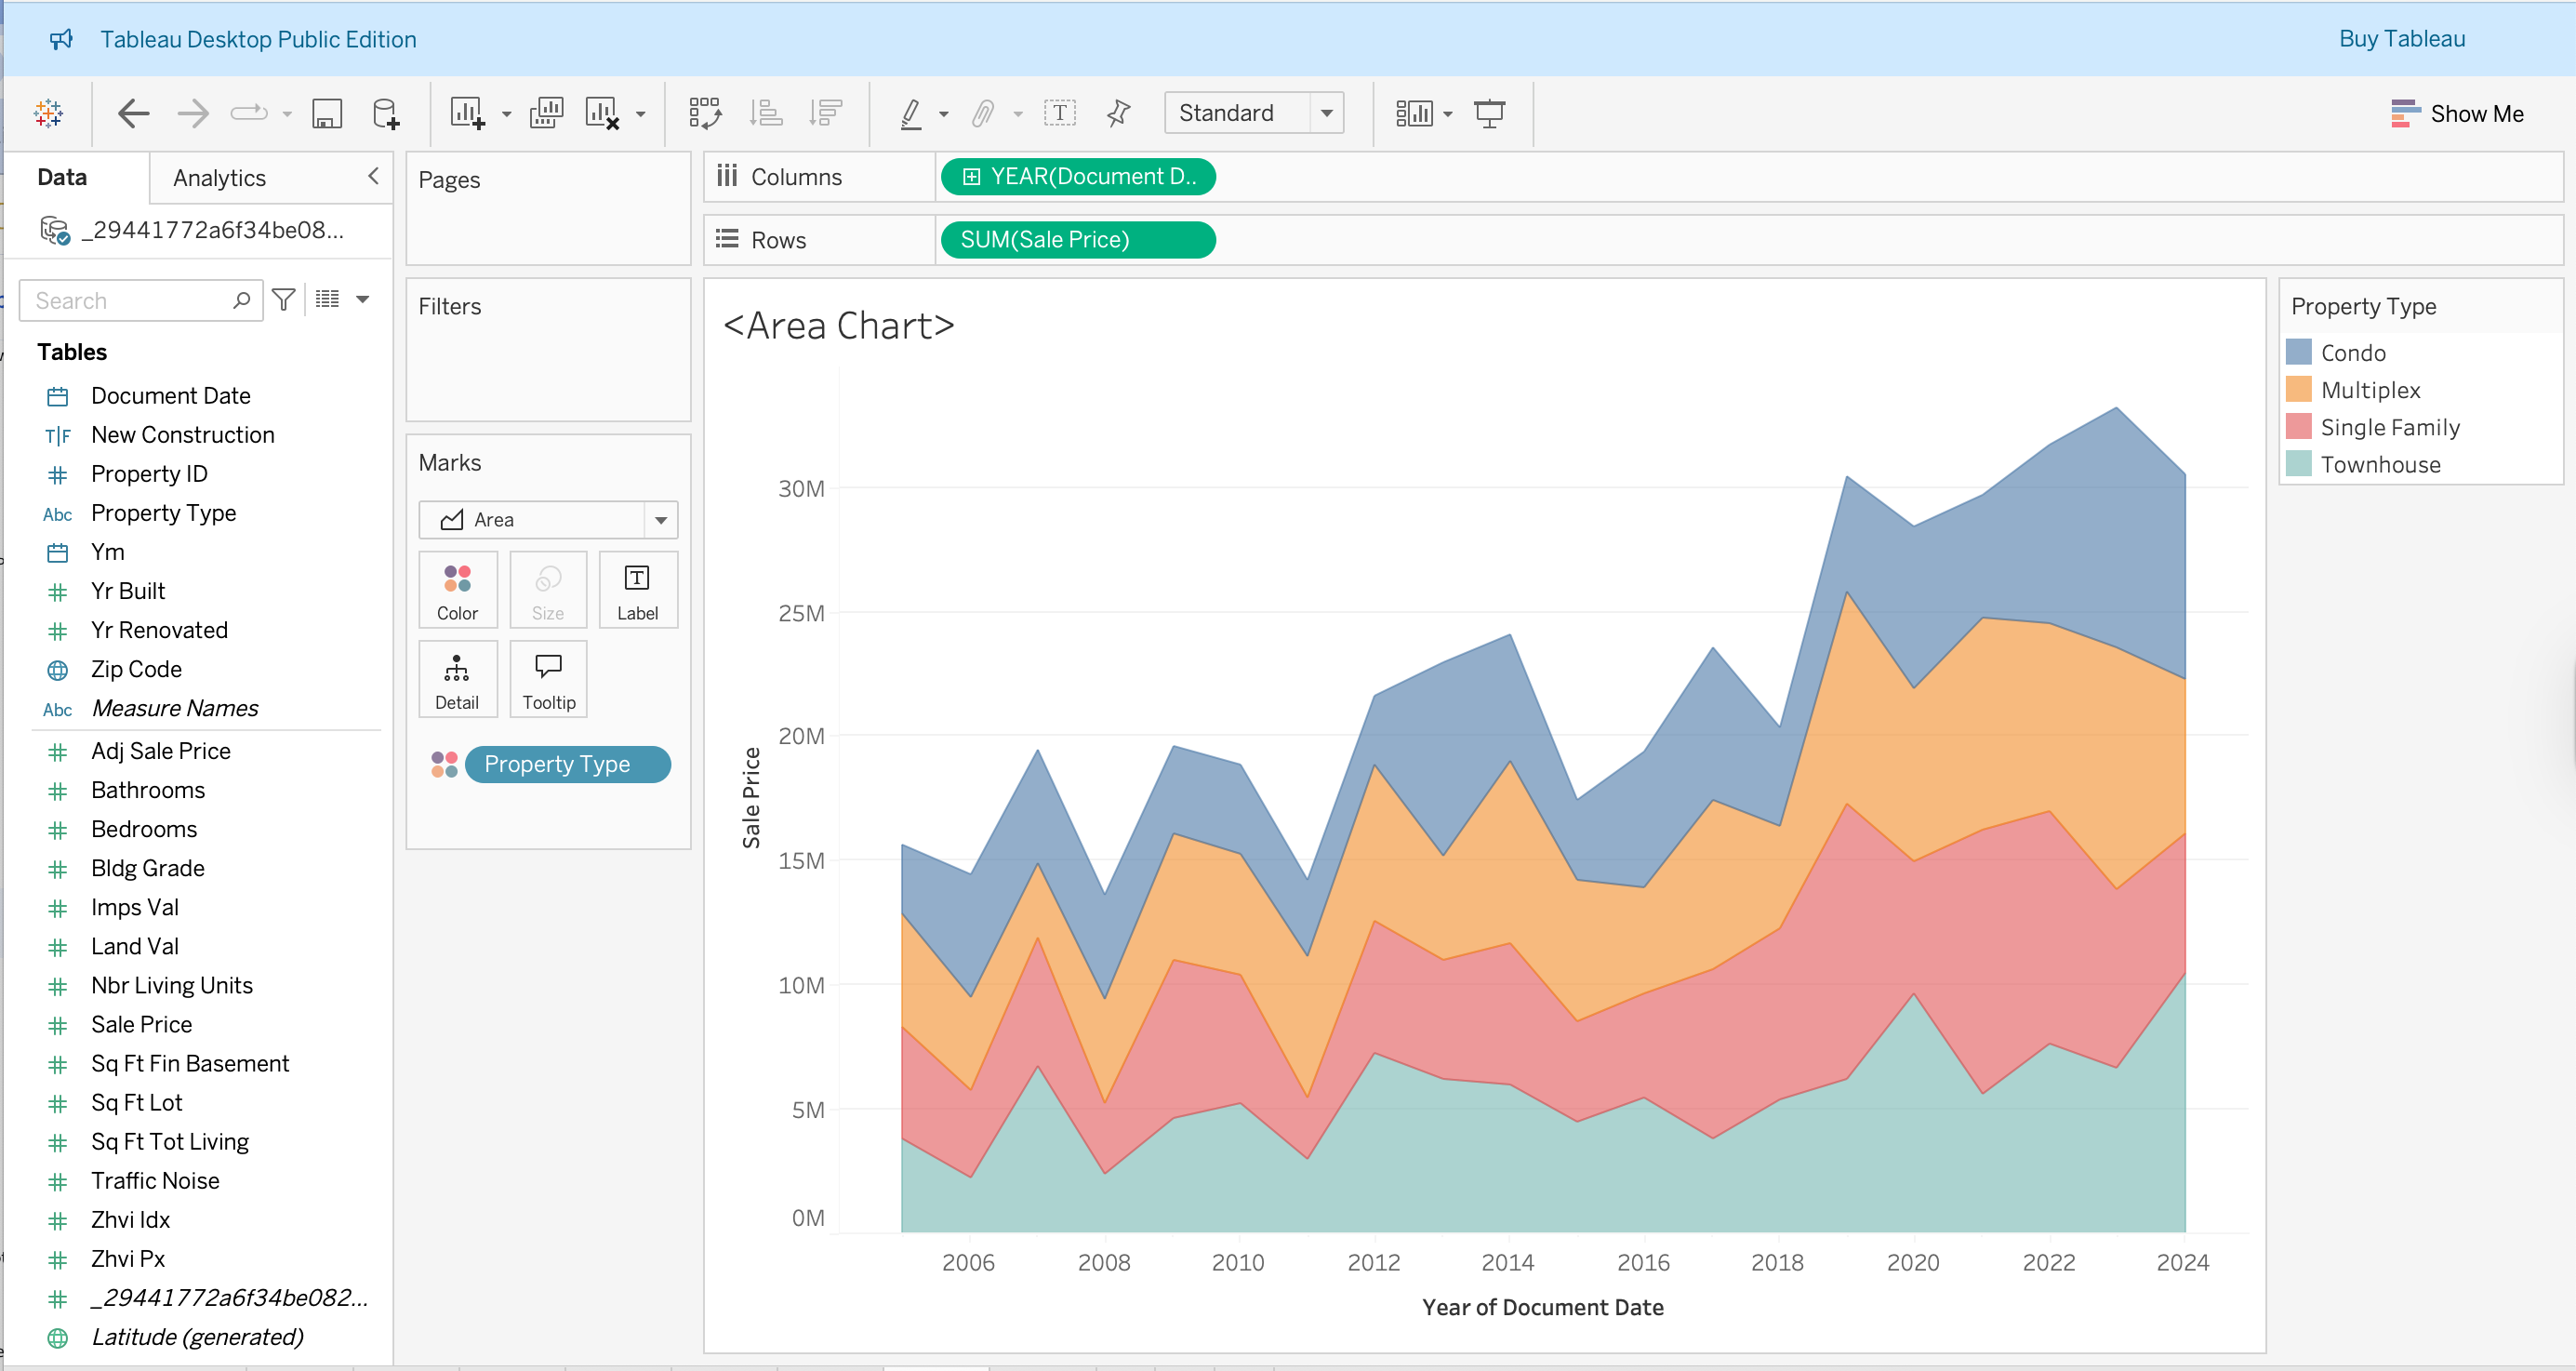 Tableau Desktop Public Edition
Buy Tableau
Standard
Show Me
Data
Analytics
_29441772a6f34be08...
Search
Tables
Document Date
T|F New Construction
Property ID
Abc Property Type
Ym
Yr Built
Yr Renovated
Zip Code
Abc Measure Names
Adj Sale Price
Bathrooms
Bedrooms
Bldg Grade
Imps Val
Land Val
Nbr Living Units
Sale Price
Sq Ft Fin Basement
Sq Ft Lot
Sq Ft Tot Living
Traffic Noise
Zhvi Idx
Zhvi Px
_29441772a6f34be082...
Latitude (generated)
Pages
Filters
Marks
Area
Color
Size
T
Label
Detail
Tooltip
Property Type
Columns
YEAR(Document D..
Rows
SUM(Sale Price)
<Area Chart>
Sale Price
30M
25M
20M
15M
10M
5M
0M
2006 2008 2010 2012 2014 2016 2018 2020 2022 2024
Year of Document Date
Property Type
Condo
Multiplex
Single Family
Townhouse